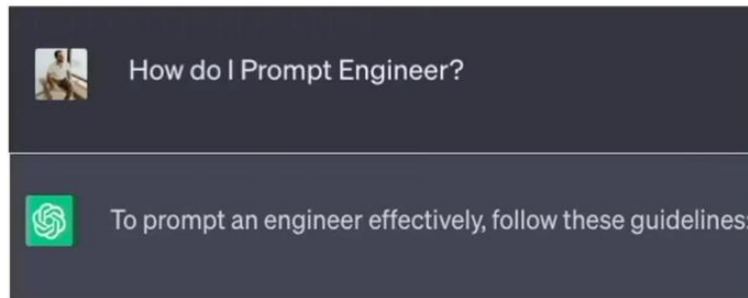 How do I Prompt Engineer?
To prompt an engineer effectively, follow these guidelines: